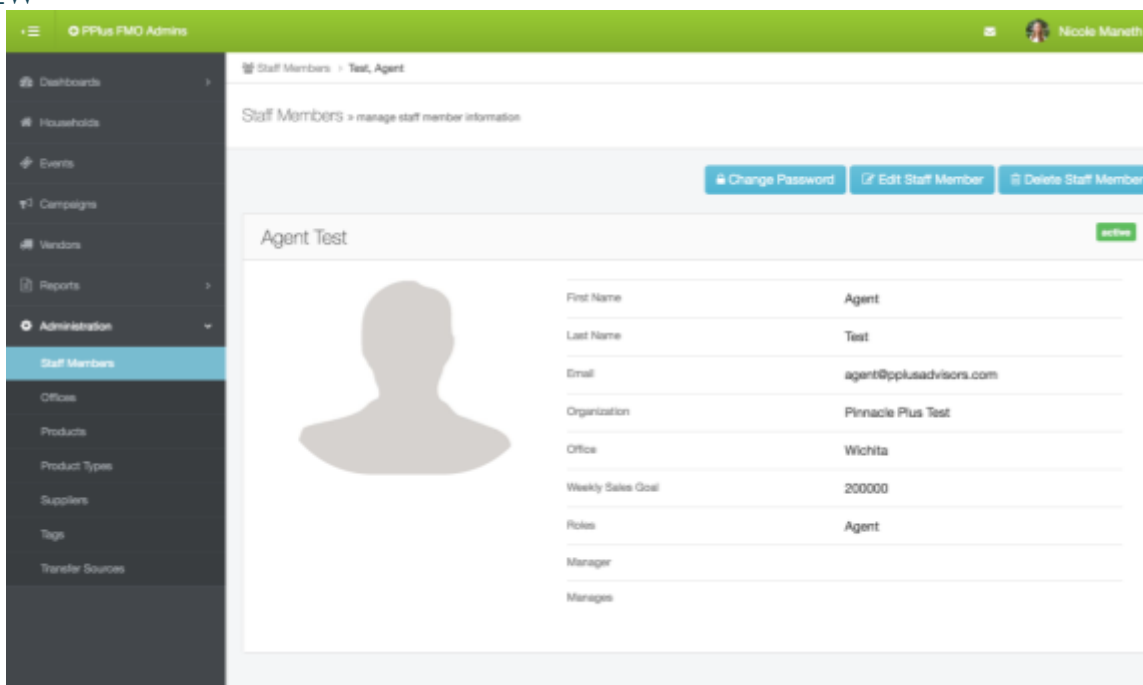 PPlus FMO Admins
Nicole Maneth
Dashboards
Households
Events
Campaigns
Vendors
Reports
Administration
Staff Members
Offices
Products
Product Types
Suppliers
Tags
Transfer Sources
Staff Members > Test, Agent
Staff Members » manage staff member information
Change Password Edit Staff Member Delete Staff Member
Agent Test active
First Name Agent
Last Name Test
Email agent@pplusadvisors.com
Organization Pinnacle Plus Test
Office Wichita
Weekly Sales Goal 200000
Roles Agent
Manager
Manages